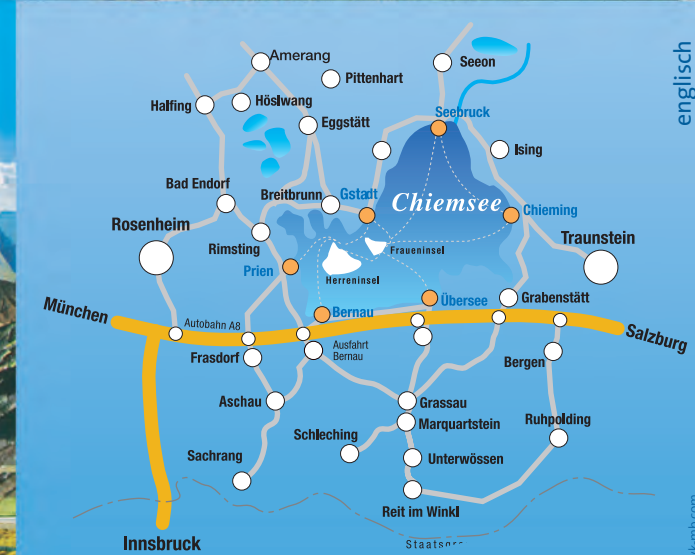 englisch
Amerang
Seeon
Pittenhart
Halfing
Höslwang
Seebruck
Eggstätt
Ising
Bad Endorf
Breitbrunn
Gstadt
Chiemsee
Chieming
Rosenheim
Rimsting
Fraueninsel
Traunstein
Prien
Herreninsel
Übersee
Grabenstätt
München
Bernau
Autobahn A8
Salzburg
Ausfahrt
Bernau
Frasdorf
Bergen
Aschau
Grassau
Marquartstein
Ruhpolding
Schleching
Sachrang
Unterwössen
Reit im Winkl
Innsbruck